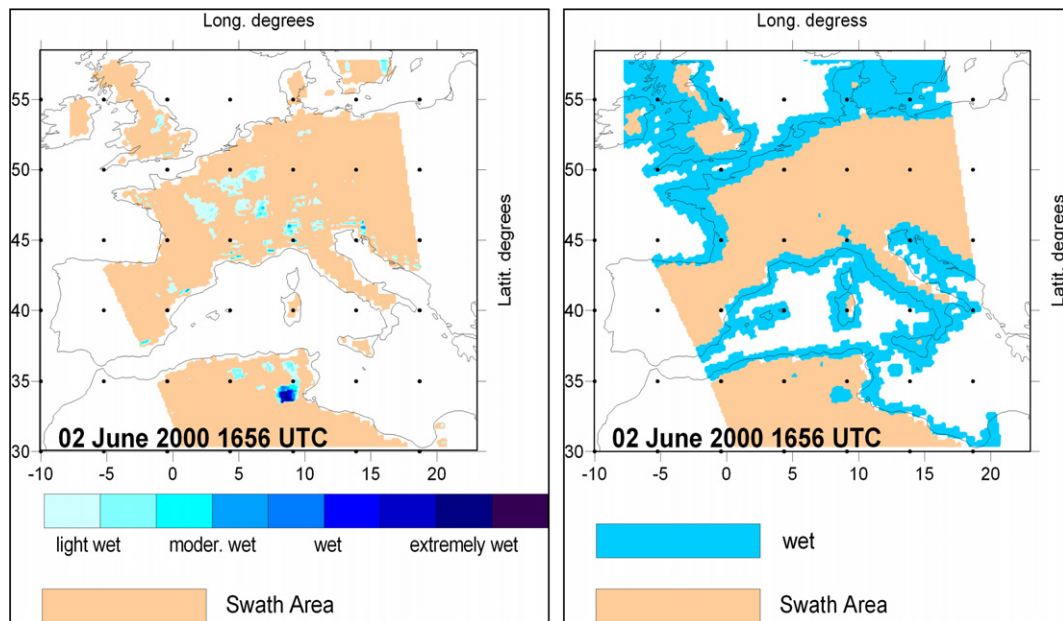 Long. degrees
55
50
45
40
35
30
Latit. degrees
02 June 2000 1656 UTC
-10 -5 0 5 10 15 20
light wet moder. wet wet extremely wet
Swath Area
Long. degress
55
50
45
40
35
30
Latit. degrees
02 June 2000 1656 UTC
-10 -5 0 5 10 15 20
wet
Swath Area